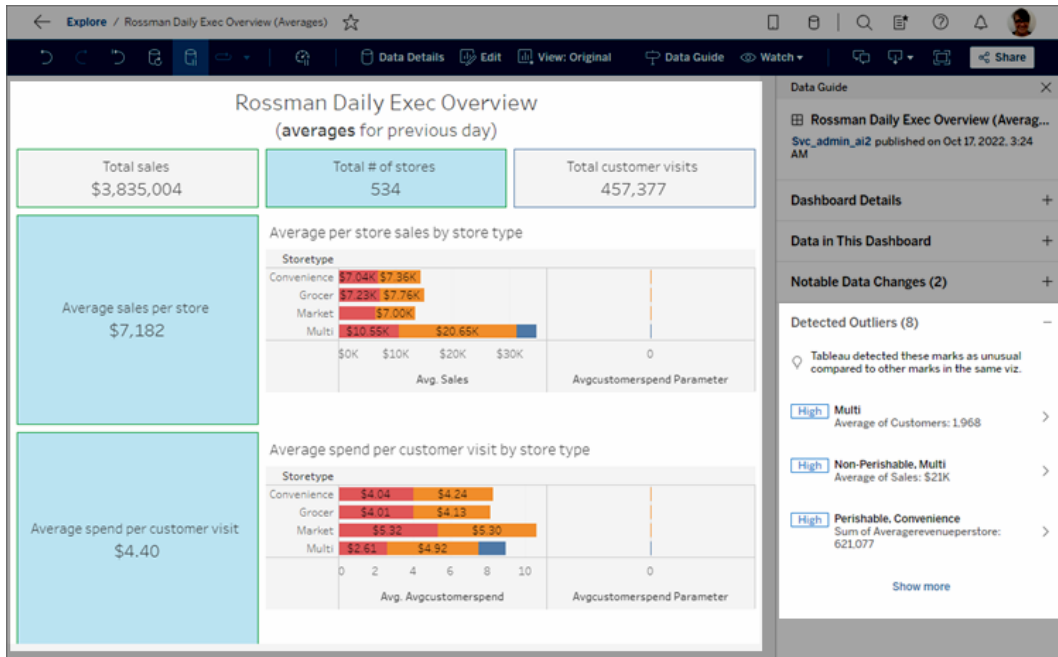 Explore / Rossman Daily Exec Overview (Averages)
Data Details
Edit
View: Original
Data Guide
Watch
Share
Rossman Daily Exec Overview
(averages for previous day)
Total sales
$3,835,004
Total # of stores
534
Total customer visits
457,377
Average sales per store
$7,182
Average per store sales by store type
Storetype
Convenience $7.04K $7.36K
Grocer $7.23K $7.76K
Market $7.00K
Multi $10.55K $20.65K
$0K $10K $20K $30K 0
Avg. Sales Avgcustomerspend Parameter
Average spend per customer visit
$4.40
Average spend per customer visit by store type
Storetype
Convenience $4.04 $4.24
Grocer $4.01 $4.13
Market $5.32 $5.30
Multi $2.61 $4.92
0 2 4 6 8 10 0
Avg. Avgcustomerspend Avgcustomerspend Parameter
Data Guide
Rossman Daily Exec Overview (Averag...
Svc_admin_ai2 published on Oct 17, 2022, 3:24
AM
Dashboard Details
Data in This Dashboard
Notable Data Changes (2)
Detected Outliers (8)
Tableau detected these marks as unusual
compared to other marks in the same viz.
High Multi
Average of Customers: 1,968
High Non-Perishable, Multi
Average of Sales: $21K
High Perishable, Convenience
Sum of Averagerevenueperstore:
621,077
Show more